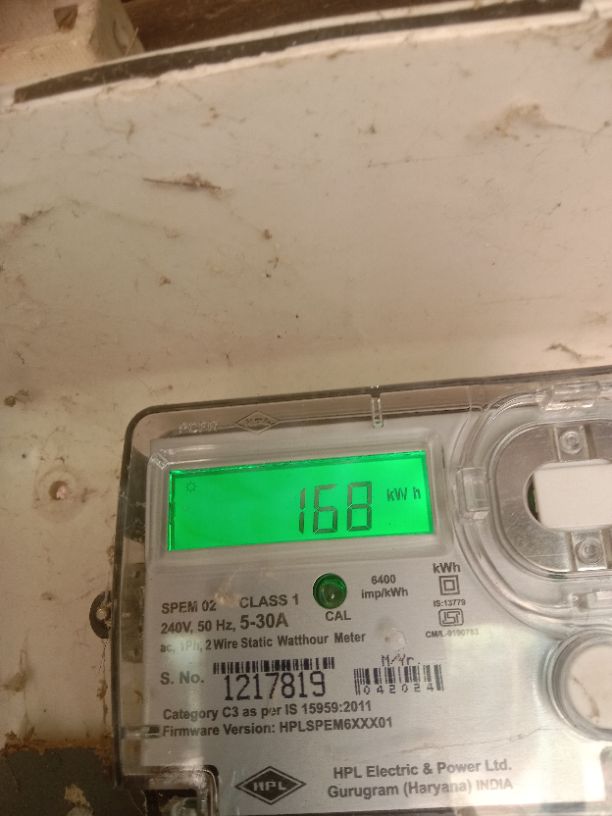 HPL
168 kWh
SPEM 02 CLASS 1
240V, 50 Hz, 5-30A
ac, 1Ph, 2 Wire Static Watthour Meter
CAL
6400
imp/kWh
kWh
IS:13779
S. No. 1217819
M/Yr.
042024
Category C3 as per IS 15959:2011
Firmware Version: HPLSPEM6XXX01
HPL
HPL Electric & Power Ltd.
Gurugram (Haryana) INDIA